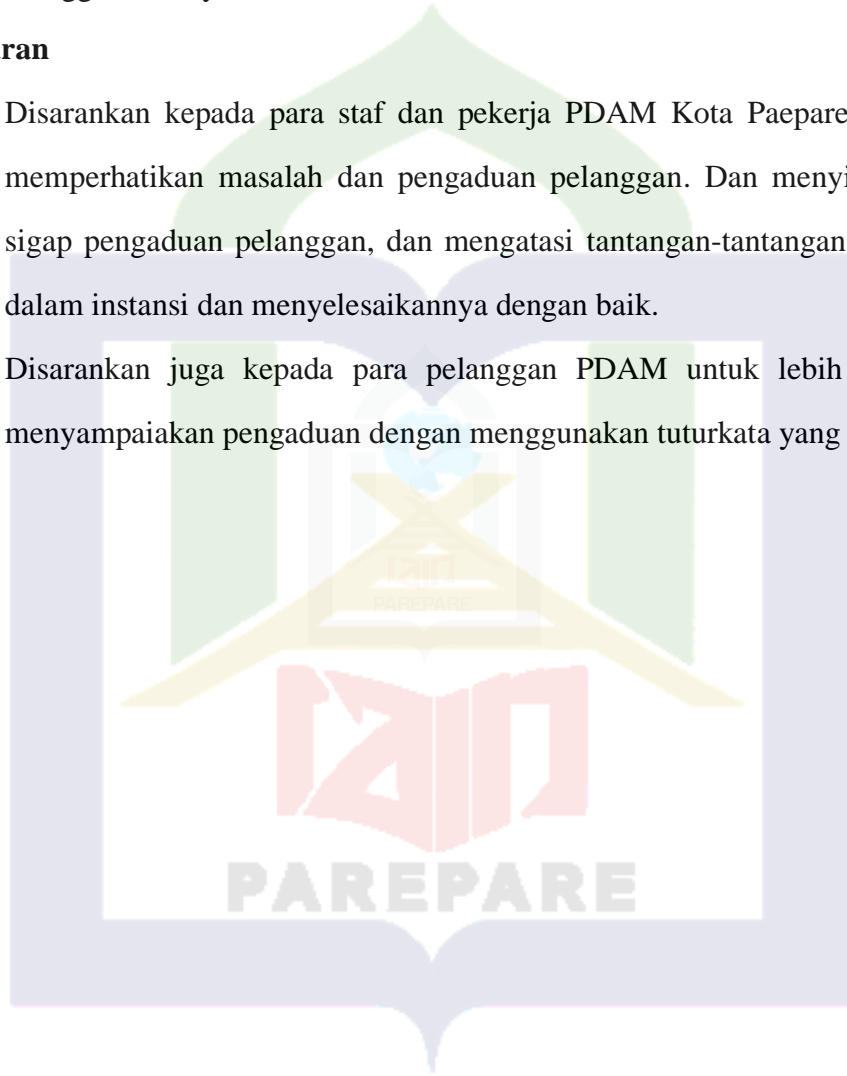 Disarankan kepada para staf dan pekerja PDAM Kota Paepare
memperhatikan masalah dan pengaduan pelanggan. Dan
sigap pengaduan pelanggan, dan mengatasi tantangan-tantangan
dalam instansi dan menyelesaikannya dengan baik.
Disarankan juga kepada para pelanggan PDAM untuk lebih
menyampaiakan pengaduan dengan menggunakan tuturkata yang
IAIN
PAREPARE
IAIN
PAREPARE